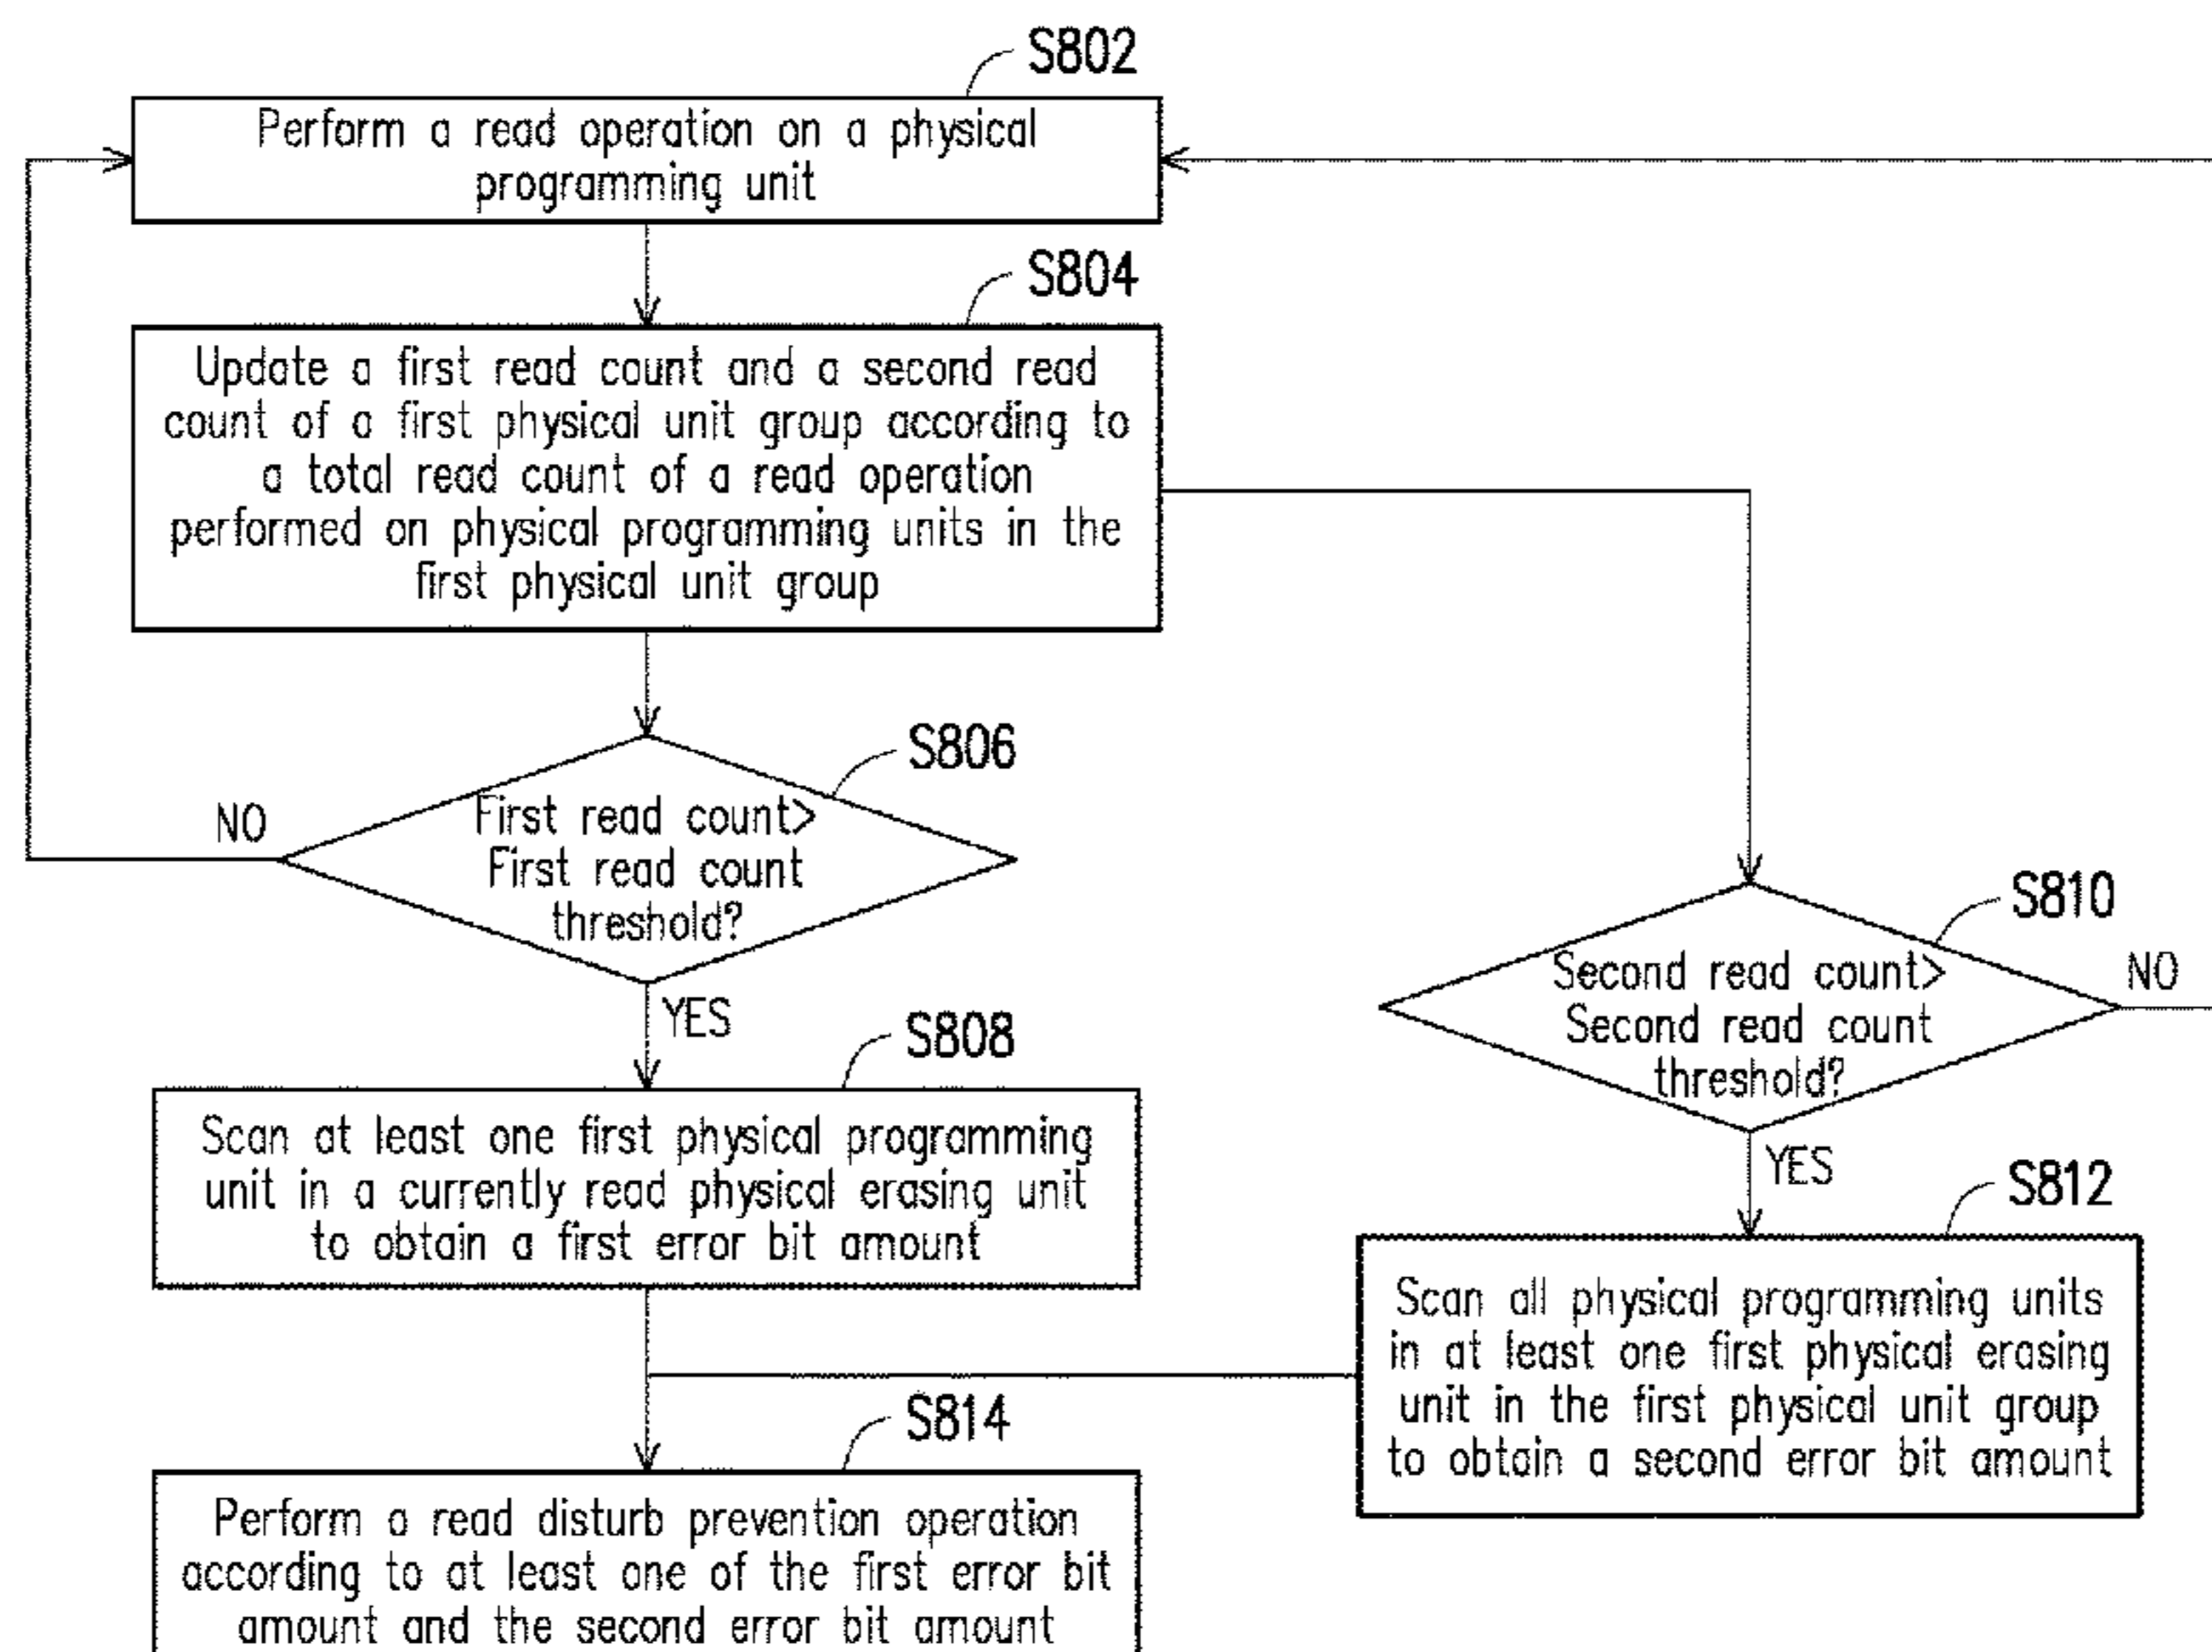 S802
Perform a read operation on a physical
programming unit
S804
Update a first read count and a second read
count of a first physical unit group according to
a total read count of a read operation
performed on physical programming units in the
first physical unit group
S806
First read count>
First read count
threshold?
NO
YES
S808
Scan at least one first physical programming
unit in a currently read physical erasing unit
to obtain a first error bit amount
S810
Second read count>
Second read count
threshold?
NO
YES
S812
Scan all physical programming units
in at least one first physical erasing
unit in the first physical unit group
to obtain a second error bit amount
S814
Perform a read disturb prevention operation
according to at least one of the first error bit
amount and the second error bit amount